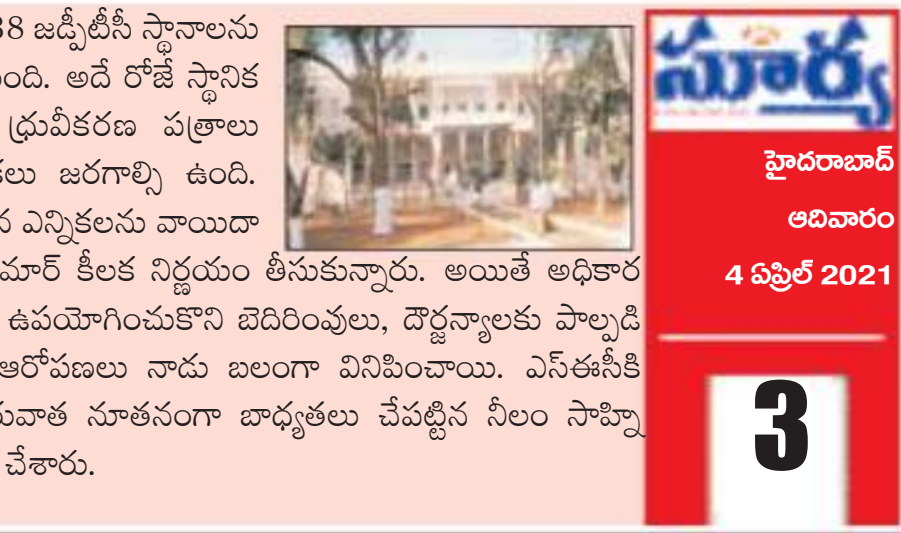 38 జడ్పీటీసీ స్థానాలను
ంది. అదే రోజే స్థానిక
ధ్రువీకరణ పత్రాలు
కలు జరగాల్సి ఉంది.
న ఎన్నికలను వాయిదా
మార్ కీలక నిర్ణయం తీసుకున్నారు. అయితే అధికార
ఉపయోగించుకొని బెదిరింపులు, దౌర్జన్యాలకు పాల్పడి
ఆరోపణలు నాడు బలంగా వినిపించాయి. ఎస్ఈసీకి
రువాత నూతనంగా బాధ్యతలు చేపట్టిన నీలం సాహ్ని
చేశారు.
సూర్య
హైదరాబాద్
ఆదివారం
4 ఏప్రిల్ 2021
3